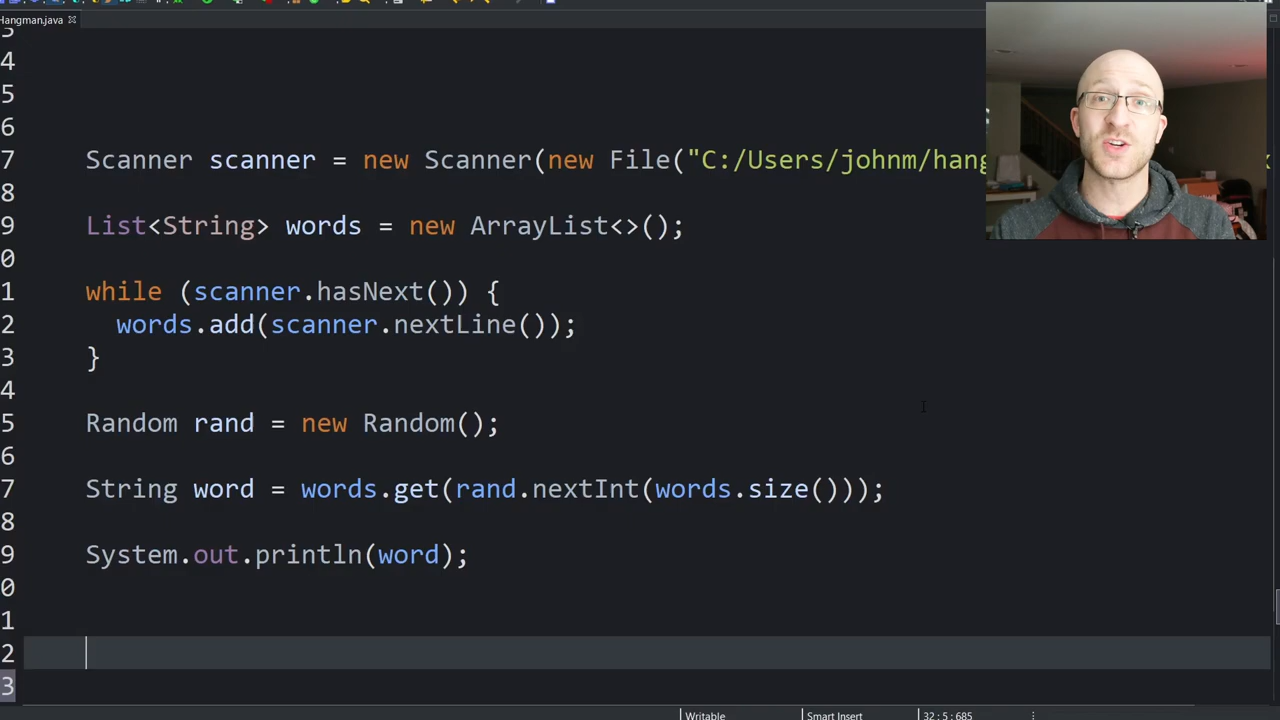 Hangman.java
3
4
5
6
7 Scanner scanner = new Scanner(new File("C:/Users/johnm/hang
8
9 List<String> words = new ArrayList<>();
0
1 while (scanner.hasNext()) {
2 words.add(scanner.nextLine());
3 }
4
5 Random rand = new Random();
6
7 String word = words.get(rand.nextInt(words.size()));
8
9 System.out.println(word);
0
1
2
3
Writable Smart Insert 32 : 5 : 685